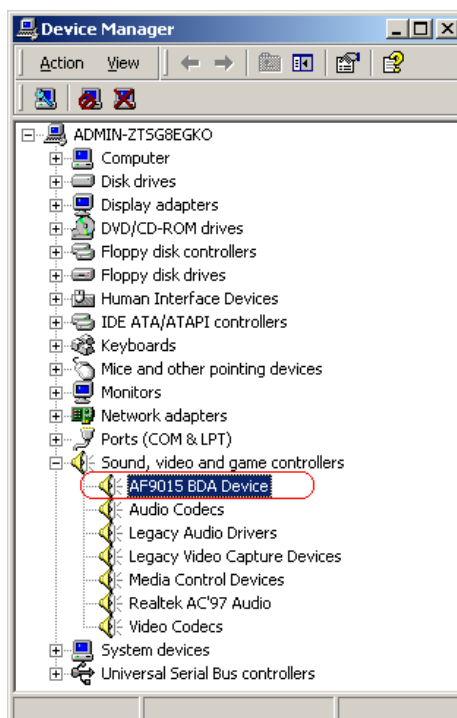 Device Manager
Action View
ADMIN-ZTSG8EGKO
Computer
Disk drives
Display adapters
DVD/CD-ROM drives
Floppy disk controllers
Floppy disk drives
Human Interface Devices
IDE ATA/ATAPI controllers
Keyboards
Mice and other pointing devices
Monitors
Network adapters
Ports (COM & LPT)
Sound, video and game controllers
AF9015 BDA Device
Audio Codecs
Legacy Audio Drivers
Legacy Video Capture Devices
Media Control Devices
Realtek AC'97 Audio
Video Codecs
System devices
Universal Serial Bus controllers